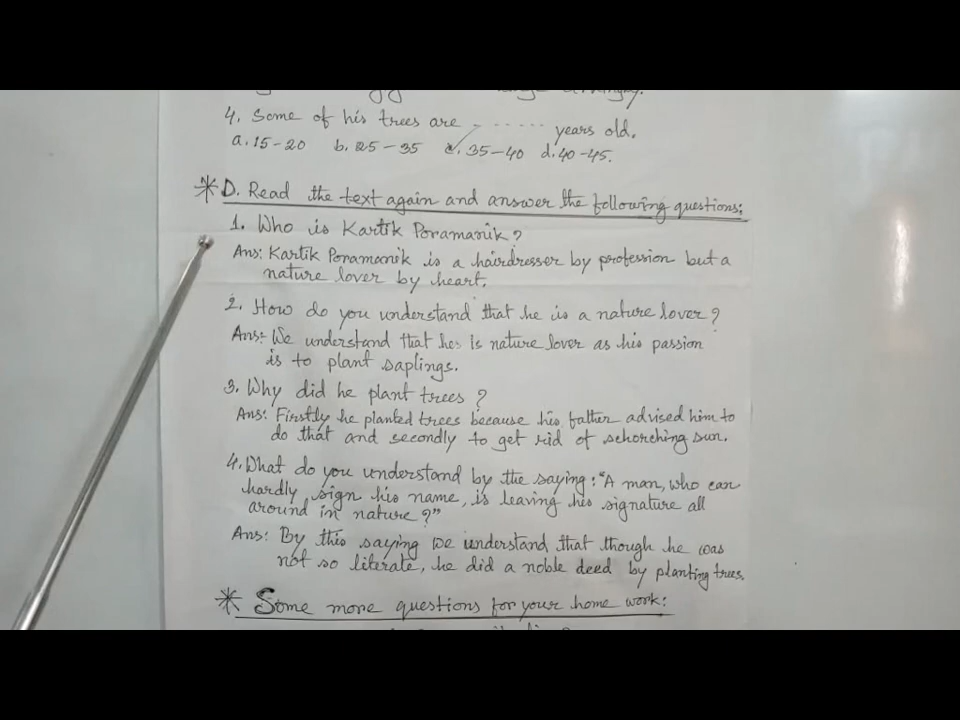 4. Some of his trees are ------ years old.
a. 15-20 b. 25-35 c. 35-40 d. 40-45.
* D. Read the text again and answer the following questions:
1. Who is Kartik Poramanik?
Ans: Kartik Poramanik is a hairdresser by profession but a
nature lover by heart.
2. How do you understand that he is a nature lover?
Ans:- We understand that hes is nature lover as his passion
is to plant saplings.
3. Why did he plant trees?
Ans: Firstly he planted trees because his father advised him to
do that and secondly to get rid of schorching sun.
4. What do you understand by the saying: "A man, who can
hardly sign his name, is leaving his signature all
around in nature?"
Ans: By this saying we understand that though he was
not so literate, he did a noble deed by planting trees.
* Some more questions for your home work: